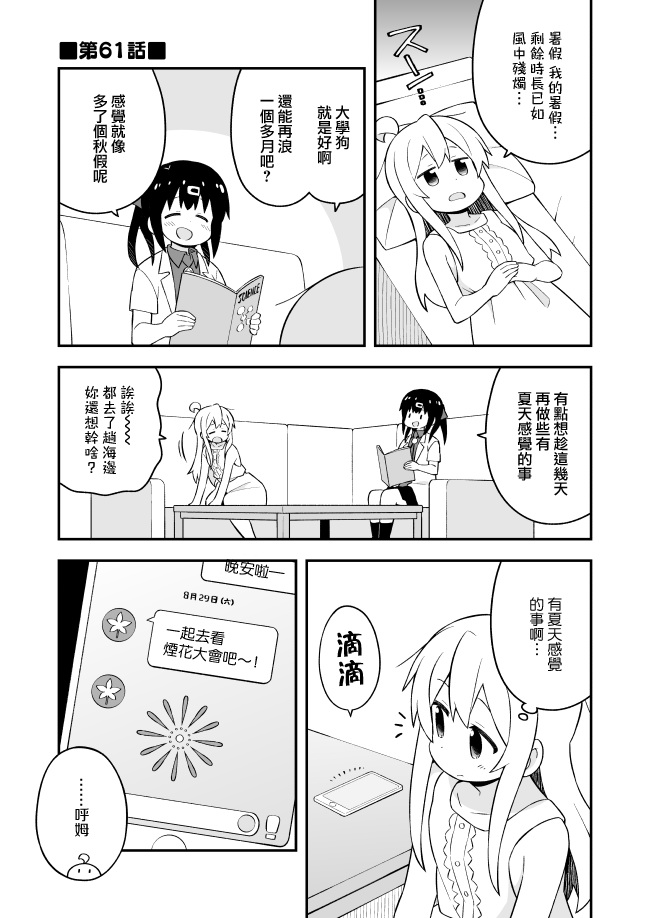 ■第61話■
暑假 我的暑假…
剩餘時長已如
風中殘燭…
スーン…
大學狗
就是好啊
還能再浪
一個多月吧？
感覺就像
多了個秋假呢
SCIENCE
有點想趁這幾天
再做些有
夏天感覺的事
誒誒~~~
都去了趟海邊
妳還想幹啥？
有夏天感覺
的事啊…
滴
滴
晚安啦—
8月29日(六)
一起去看
煙花大會吧～！
……呼姆